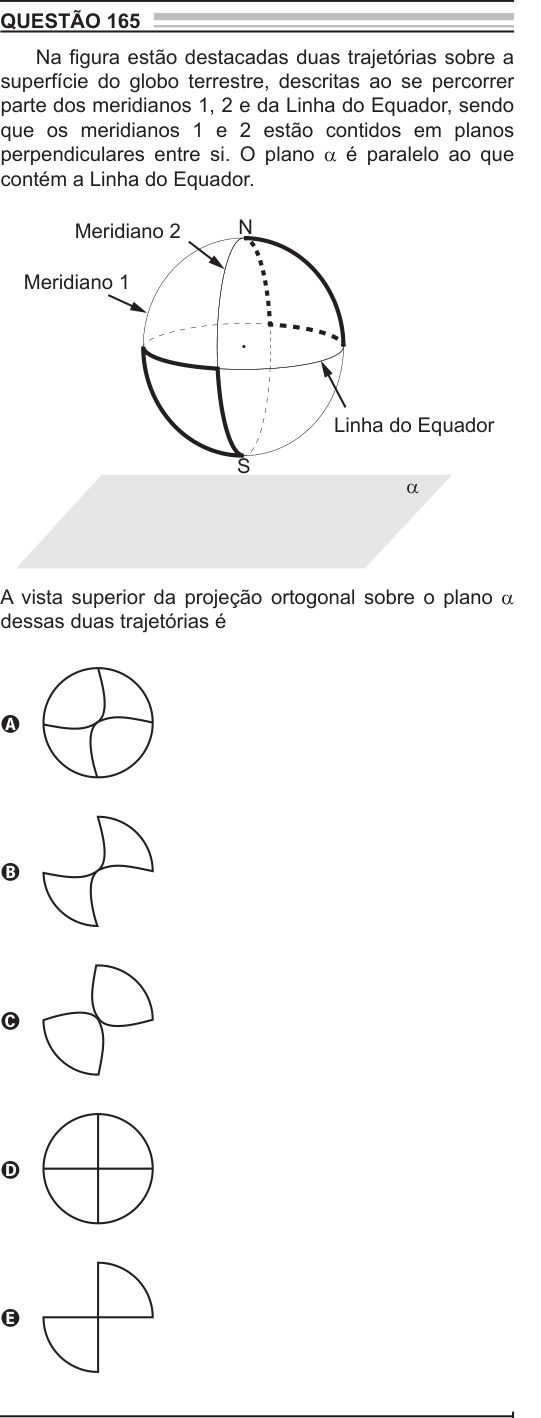 QUESTÃO 165
Na figura estão destacadas duas trajetórias sobre a
superfície do globo terrestre, descritas ao se percorrer
parte dos meridianos 1, 2 e da Linha do Equador, sendo
que os meridianos 1 e 2 estão contidos em planos
perpendiculares entre si. O plano α é paralelo ao que
contém a Linha do Equador.
Meridiano 2
N
Meridiano 1
Linha do Equador
S
α
A vista superior da projeção ortogonal sobre o plano α
dessas duas trajetórias é
A
B
C
D
E